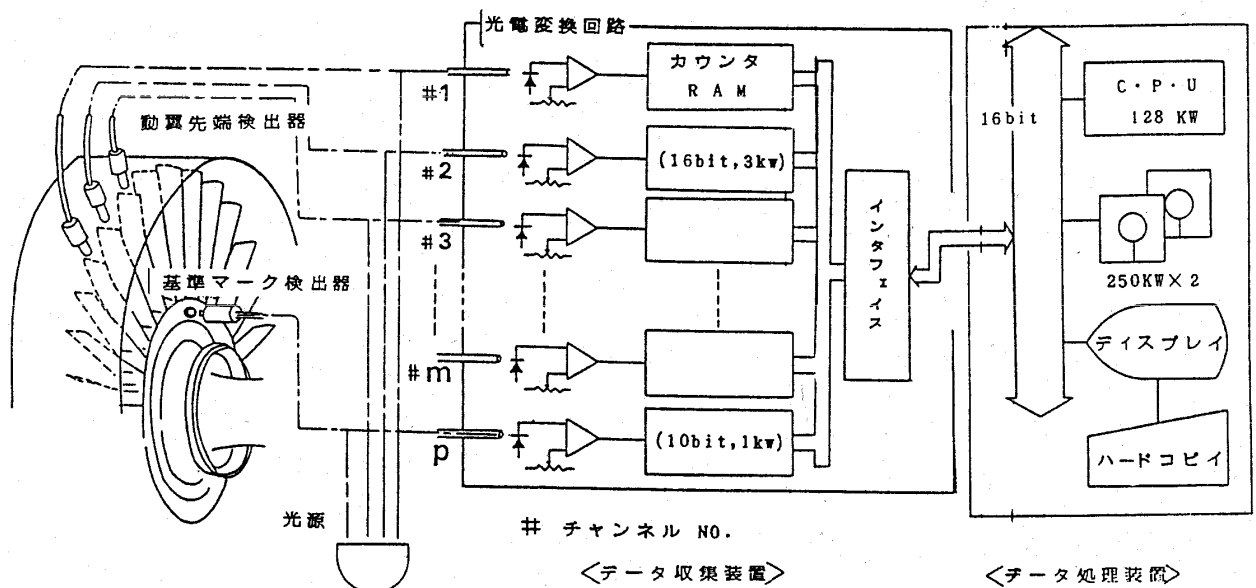 光電変換回路
#1
カウンタ
RAM
動翼先端検出器
#2
(16bit,3kw)
#3
基準マーク検出器
#m
p
(10bit,1kw)
インタフェイス
16bit
C・P・U
128 KW
250KW×2
ディスプレイ
ハードコピイ
光源
# チャンネル NO.
<データ収集装置>
<データ処理装置>